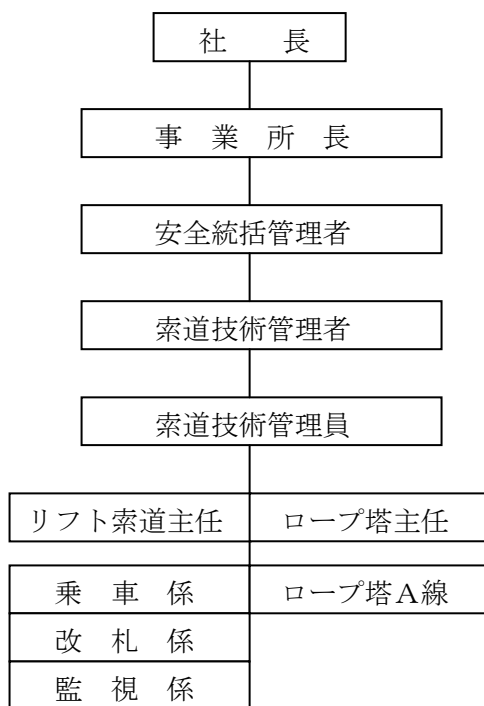 社　　長
事　業　所　長
安全統括管理者
索道技術管理者
索道技術管理員
リフト索道主任　ロープ塔主任
乗　車　係　ロープ塔Ａ線
改　札　係
監　視　係